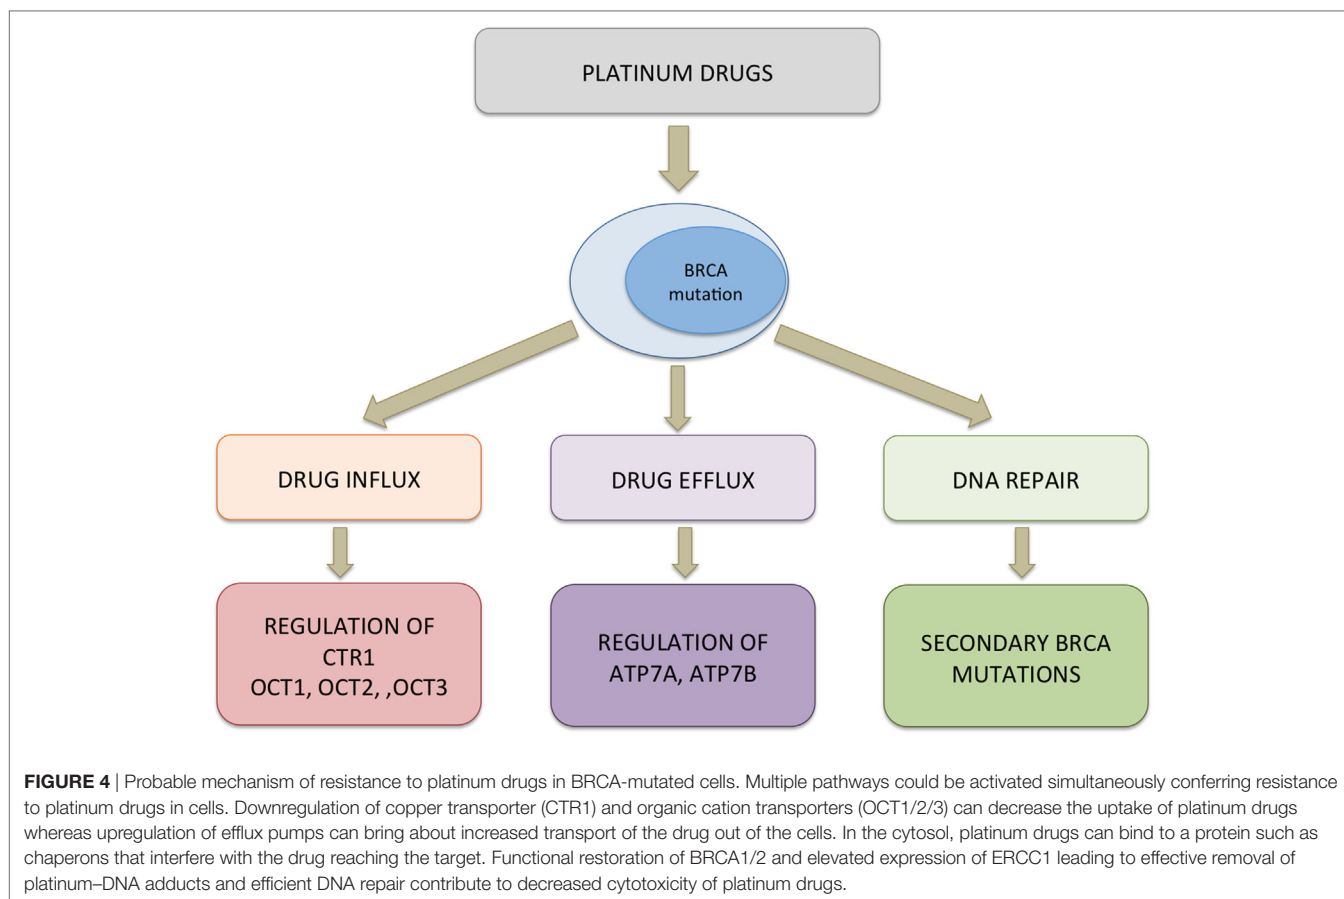 PLATINUM DRUGS
BRCA
mutation
DRUG INFLUX
DRUG EFFLUX
DNA REPAIR
REGULATION OF
CTR1
OCT1, OCT2, ,OCT3
REGULATION OF
ATP7A, ATP7B
SECONDARY BRCA
MUTATIONS
FIGURE 4 | Probable mechanism of resistance to platinum drugs in BRCA-mutated cells. Multiple pathways could be activated simultaneously conferring resistance
to platinum drugs in cells. Downregulation of copper transporter (CTR1) and organic cation transporters (OCT1/2/3) can decrease the uptake of platinum drugs
whereas upregulation of efflux pumps can bring about increased transport of the drug out of the cells. In the cytosol, platinum drugs can bind to a protein such as
chaperons that interfere with the drug reaching the target. Functional restoration of BRCA1/2 and elevated expression of ERCC1 leading to effective removal of
platinum–DNA adducts and efficient DNA repair contribute to decreased cytotoxicity of platinum drugs.